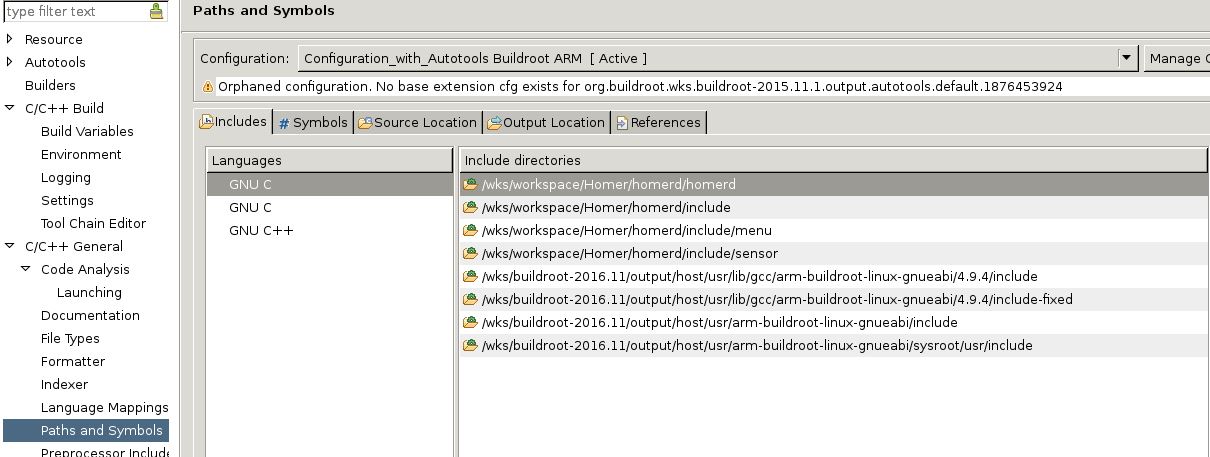 type filter text
Resource
Autotools
Builders
C/C++ Build
Build Variables
Environment
Logging
Settings
Tool Chain Editor
C/C++ General
Code Analysis
Launching
Documentation
File Types
Formatter
Indexer
Language Mappings
Paths and Symbols
Preprocessor Include
Paths and Symbols
Configuration: Configuration_with_Autotools Buildroot ARM [ Active ] Manage C
Orphaned configuration. No base extension cfg exists for org.buildroot.wks.buildroot-2015.11.1.output.autotools.default.1876453924
Includes # Symbols Source Location Output Location References
Languages
GNU C
GNU C
GNU C++
Include directories
/wks/workspace/Homer/homerd/homerd
/wks/workspace/Homer/homerd/include
/wks/workspace/Homer/homerd/include/menu
/wks/workspace/Homer/homerd/include/sensor
/wks/buildroot-2016.11/output/host/usr/lib/gcc/arm-buildroot-linux-gnueabi/4.9.4/include
/wks/buildroot-2016.11/output/host/usr/lib/gcc/arm-buildroot-linux-gnueabi/4.9.4/include-fixed
/wks/buildroot-2016.11/output/host/usr/arm-buildroot-linux-gnueabi/include
/wks/buildroot-2016.11/output/host/usr/arm-buildroot-linux-gnueabi/sysroot/usr/include